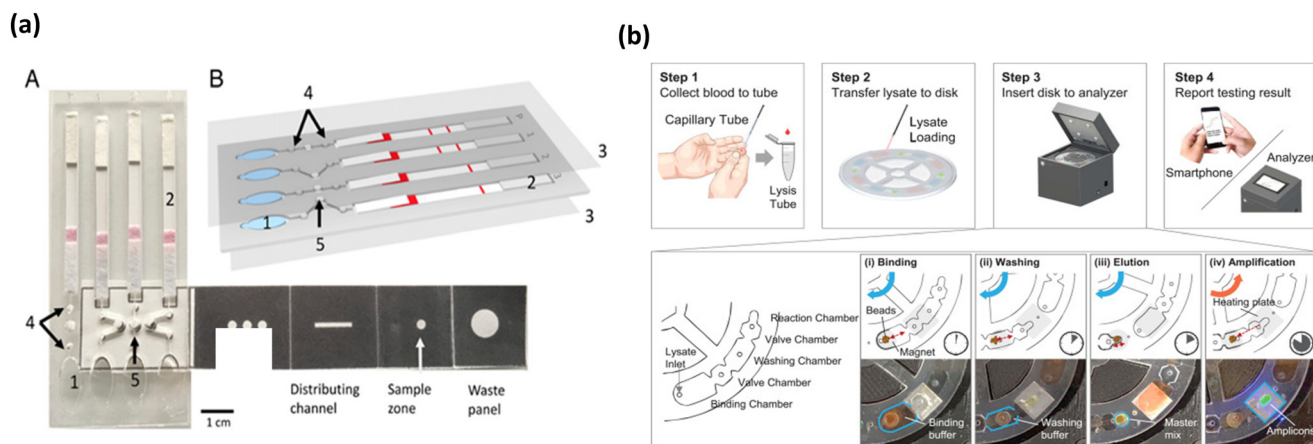 (a)
A
B
4
3
2
2
3
1
5
4
1
5
1 cm
Distributing
channel
Sample
zone
Waste
panel
(b)
Step 1
Collect blood to tube
Capillary Tube
Lysis
Tube
Step 2
Transfer lysate to disk
Lysate
Loading
Step 3
Insert disk to analyzer
Step 4
Report testing result
Analyzer
Smartphone
Lysate
Inlet
Reaction Chamber
Valve Chamber
Washing Chamber
Valve Chamber
Binding Chamber
(i) Binding
Beads
Magnet
Binding
buffer
(ii) Washing
Washing
buffer
(iii) Elution
Master
mix
(iv) Amplification
Heating plate
Amplicons